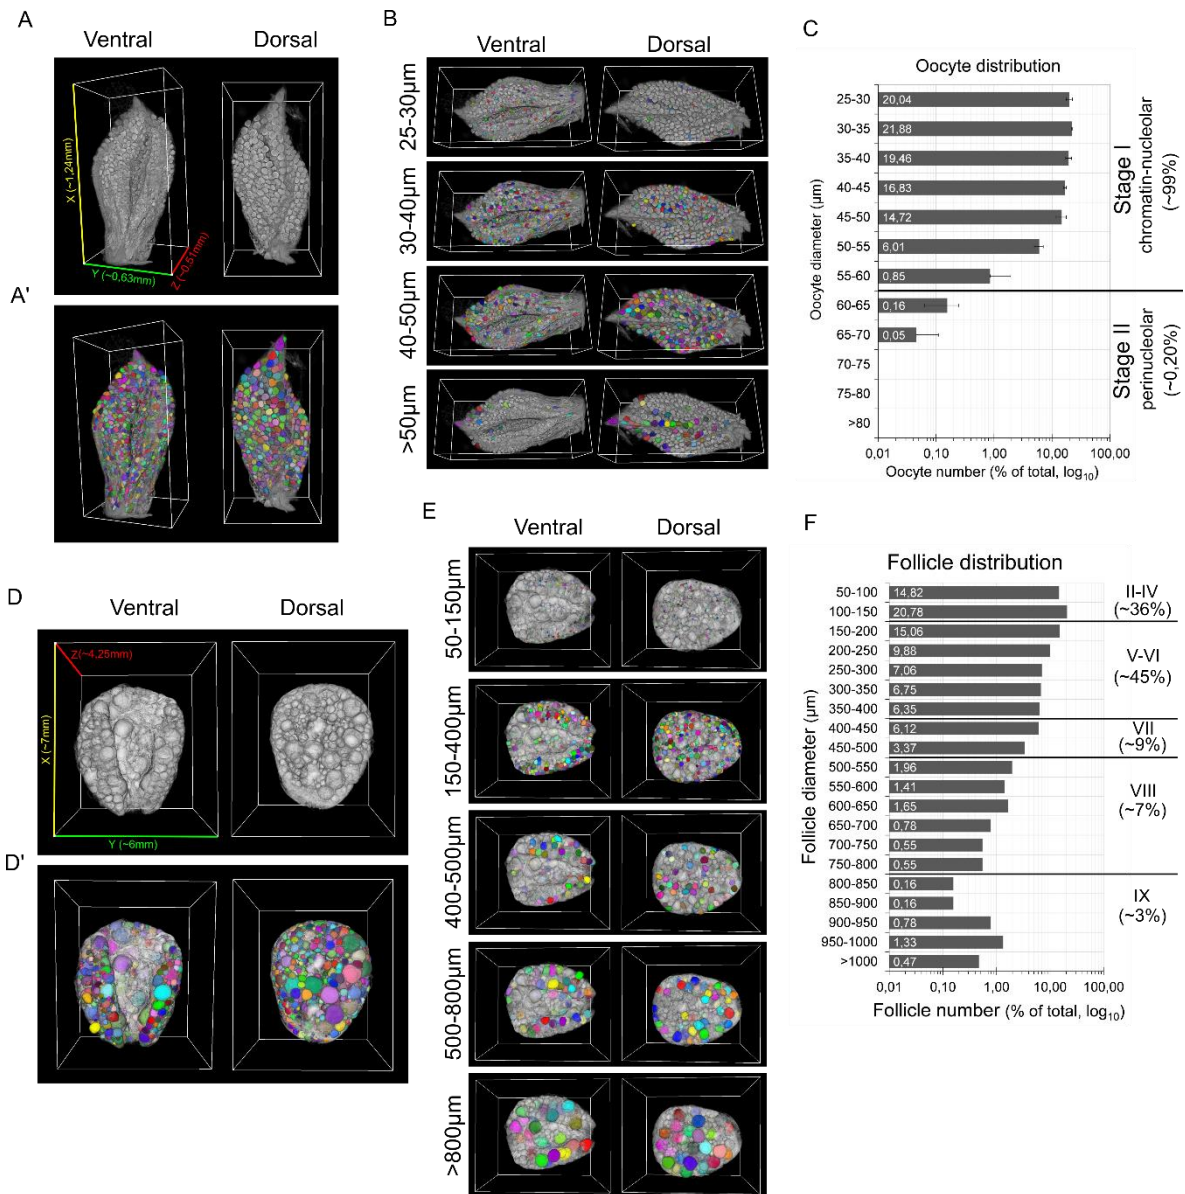 A
Ventral
Dorsal
X (~1,24mm)
Y (~0,63mm)
Z (~0,51mm)
A'
B
Ventral
Dorsal
25-30µm
30-40µm
40-50µm
>50µm
C
Oocyte distribution
Oocyte diameter (µm)
25-30
20,04
30-35
21,88
35-40
19,46
40-45
16,83
45-50
14,72
50-55
6,01
55-60
0,85
60-65
0,16
65-70
0,05
70-75
75-80
>80
0,01
0,10
1,00
10,00
100,00
Oocyte number (% of total, log10)
Stage I
chromatin-nucleolar
(~99%)
Stage II
perinucleolar
(~0,20%)
D
Ventral
Dorsal
Z(~4,25mm)
X (~7mm)
Y (~6mm)
D'
E
Ventral
Dorsal
50-150µm
150-400µm
400-500µm
500-800µm
>800µm
F
Follicle distribution
Follicle diameter (µm)
50-100
14,82
100-150
20,78
150-200
15,06
200-250
9,88
250-300
7,06
300-350
6,75
350-400
6,35
400-450
6,12
450-500
3,37
500-550
1,96
550-600
1,41
600-650
1,65
650-700
0,78
700-750
0,55
750-800
0,55
800-850
0,16
850-900
0,16
900-950
0,78
950-1000
1,33
>1000
0,47
0,01
0,10
1,00
10,00
100,00
Follicle number (% of total, log10)
II-IV
(~36%)
V-VI
(~45%)
VII
(~9%)
VIII
(~7%)
IX
(~3%)